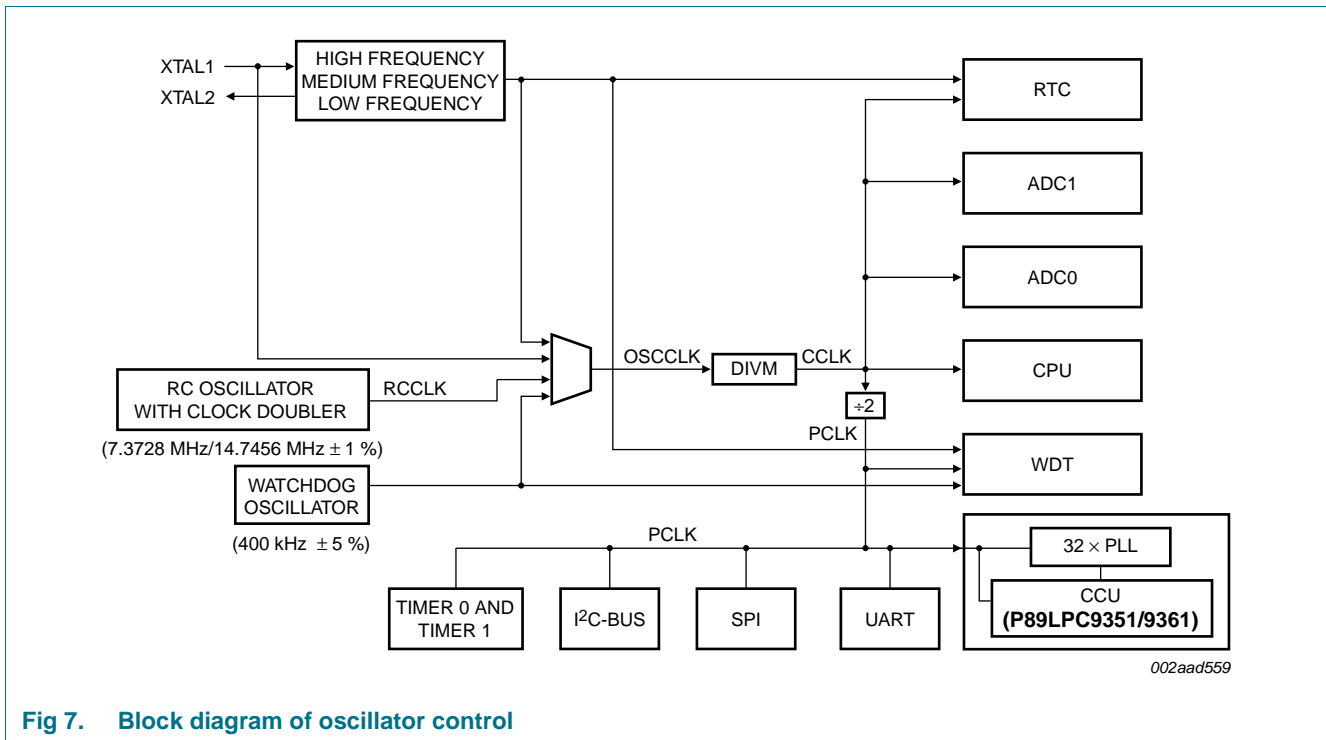 XTAL1
XTAL2
HIGH FREQUENCY
MEDIUM FREQUENCY
LOW FREQUENCY
RTC
ADC1
ADC0
OSCCLK
DIVM
CCLK
CPU
RC OSCILLATOR
WITH CLOCK DOUBLER
RCCLK
(7.3728 MHz/14.7456 MHz ± 1 %)
÷2
PCLK
WDT
WATCHDOG
OSCILLATOR
(400 kHz ± 5 %)
PCLK
32 × PLL
CCU
(P89LPC9351/9361)
TIMER 0 AND
TIMER 1
I²C-BUS
SPI
UART
002aad559
Fig 7. Block diagram of oscillator control